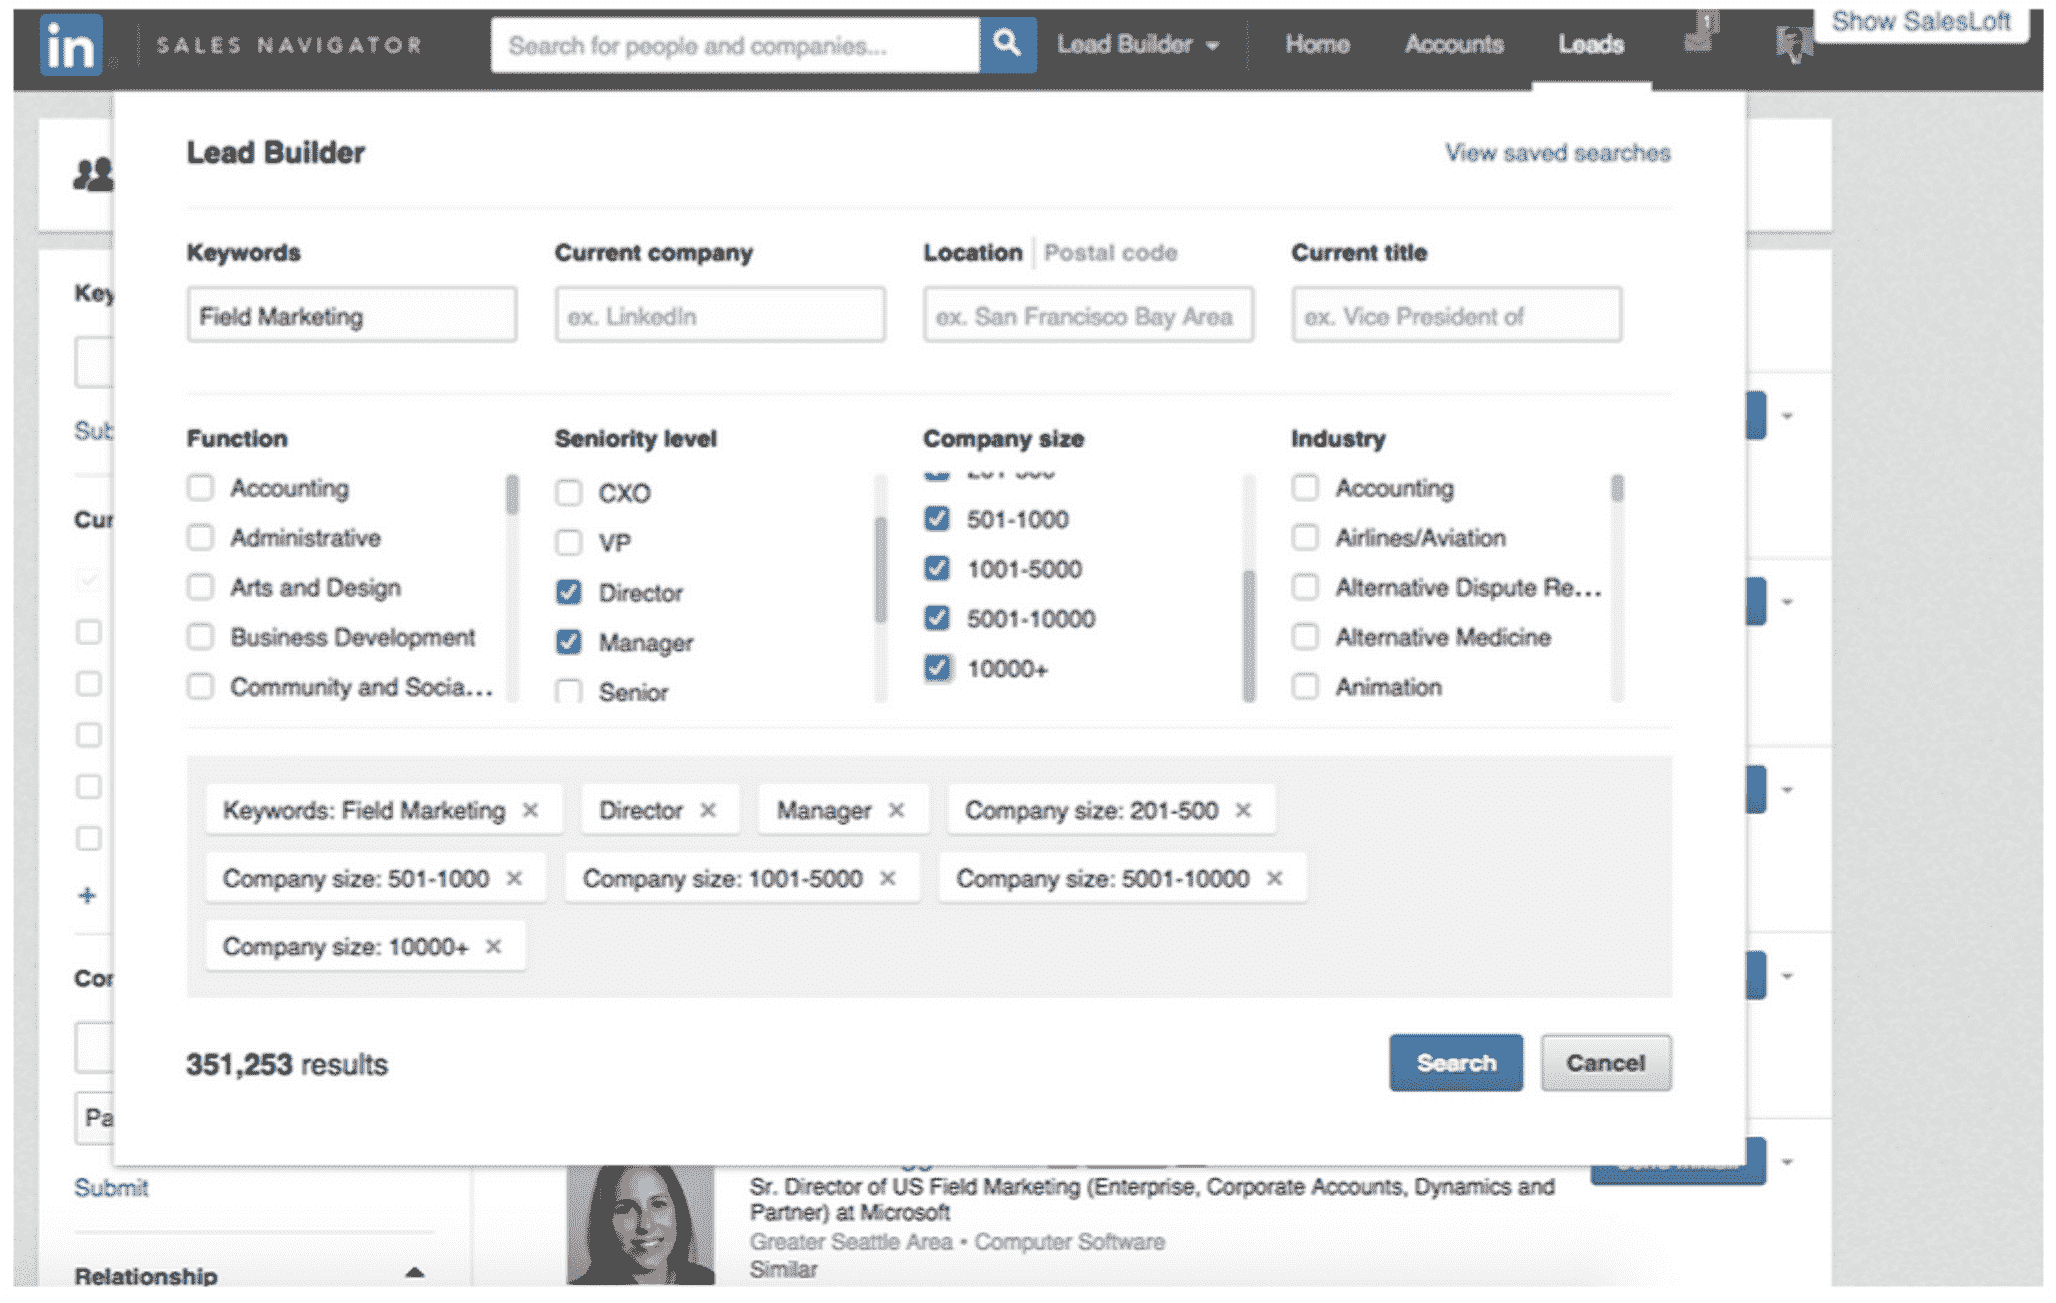 in SALES NAVIGATOR Search for people and companies... Lead Builder Home Accounts Leads 1 Show SalesLoft
Lead Builder View saved searches
Keywords Current company Location Postal code Current title
Field Marketing ex. LinkedIn ex. San Francisco Bay Area ex. Vice President of
Function
Accounting
Administrative
Arts and Design
Business Development
Community and Socia...
Seniority level
CXO
VP
Director
Manager
Senior
Company size
201-500
501-1000
1001-5000
5001-10000
10000+
Industry
Accounting
Airlines/Aviation
Alternative Dispute Re...
Alternative Medicine
Animation
Keywords: Field Marketing × Director × Manager × Company size: 201-500 ×
Company size: 501-1000 × Company size: 1001-5000 × Company size: 5001-10000 ×
Company size: 10000+ ×
351,253 results Search Cancel
Key
Sub
Cur
+
Cor
Pa
Submit
Relationship
Sr. Director of US Field Marketing (Enterprise, Corporate Accounts, Dynamics and
Partner) at Microsoft
Greater Seattle Area • Computer Software
Similar